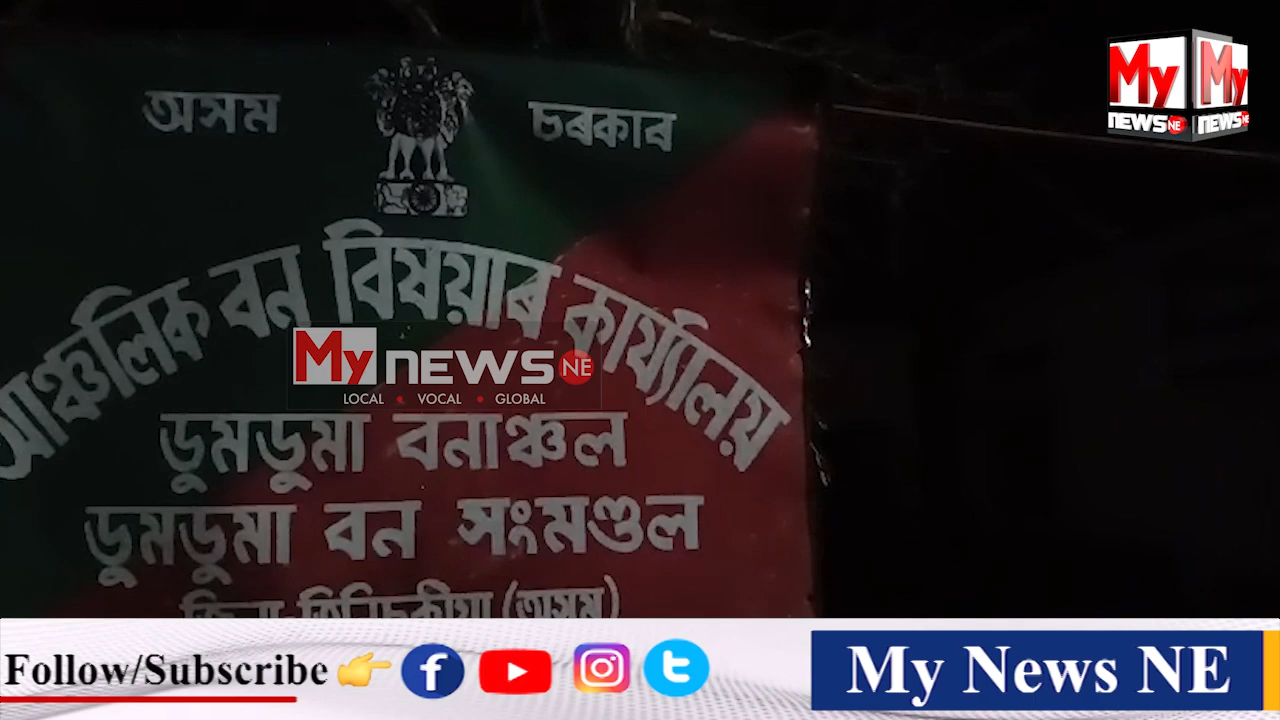 অসম চৰকাৰ
আঞ্চলিক বন বিষয়াৰ কাৰ্য্যালয়
ডুমডুমা বনাঞ্চল
ডুমডুমা বন সংমণ্ডল
জিলা-তিনিচুকীয়া (অসম)
My NEWS NE
LOCAL • VOCAL • GLOBAL
My NEWS NE
My NEWS NE
Follow/Subscribe
My News NE